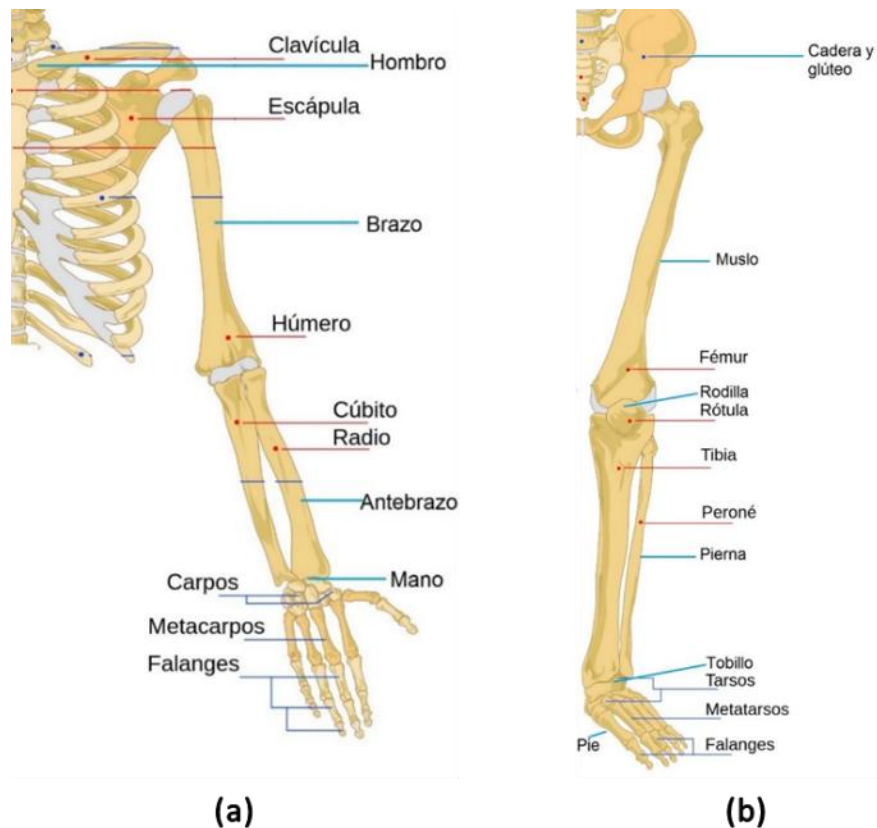 Clavícula
Hombro
Escápula
Brazo
Húmero
Cúbito
Radio
Antebrazo
Mano
Carpos
Metacarpos
Falanges
(a)
Cadera y
glúteo
Muslo
Fémur
Rodilla
Rótula
Tibia
Peroné
Pierna
Tobillo
Tarsos
Metatarsos
Pie
Falanges
(b)